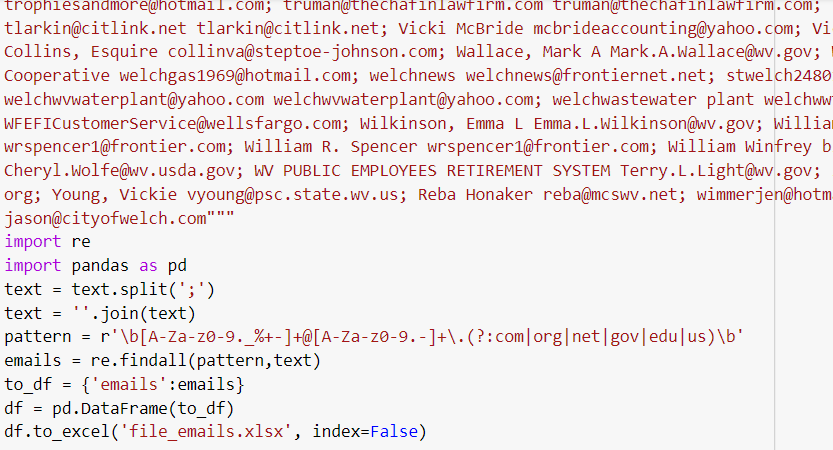 trophiesandmore@hotmail.com; truman@thechafinlawfirm.com truman@thechafinlawfirm.com;
tlarkin@citlink.net tlarkin@citlink.net; Vicki McBride mcbrideaccounting@yahoo.com; Vi
Collins, Esquire collinva@steptoe-johnson.com; Wallace, Mark A Mark.A.Wallace@wv.gov; W
Cooperative welchgas1969@hotmail.com; welchnews welchnews@frontiernet.net; stwelch2480
welchwvwaterplant@yahoo.com welchwvwaterplant@yahoo.com; welchwastewater plant welchww
WFEFICustomerService@wellsfargo.com; Wilkinson, Emma L Emma.L.Wilkinson@wv.gov; Willia
wrspencer1@frontier.com; William R. Spencer wrspencer1@frontier.com; William Winfrey b
Cheryl.Wolfe@wv.usda.gov; WV PUBLIC EMPLOYEES RETIREMENT SYSTEM Terry.L.Light@wv.gov;
org; Young, Vickie vyoung@psc.state.wv.us; Reba Honaker reba@mcswv.net; wimmerjen@hotm
jason@cityofwelch.com"""
import re
import pandas as pd
text = text.split(';')
text = ''.join(text)
pattern = r'\b[A-Za-z0-9._%+-]+@[A-Za-z0-9.-]+\.(?:com|org|net|gov|edu|us)\b'
emails = re.findall(pattern,text)
to_df = {'emails':emails}
df = pd.DataFrame(to_df)
df.to_excel('file_emails.xlsx', index=False)